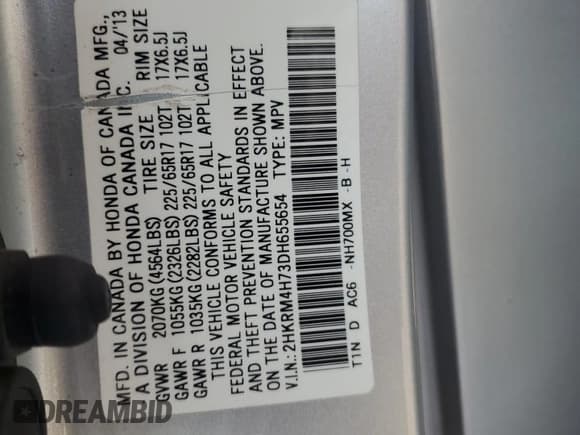 MFD. IN CANADA BY HONDA OF CANADA MFG.,
A DIVISION OF HONDA CANADA INC. 04/'13
GVWR 2070KG(4564LBS) TIRE SIZE RIM SIZE
GAWR F 1055KG(2326LBS)225/65R17 102T 17X6.5J
GAWR R 1035KG(2282LBS)225/65R17 102T 17X6.5J
THIS VEHICLE CONFORMS TO ALL APPLICABLE
FEDERAL MOTOR VEHICLE SAFETY
AND THEFT PREVENTION STANDARDS IN EFFECT
ON THE DATE OF MANUFACTURE SHOWN ABOVE.
V.I.N.:2HKRM4H73DH655654 TYPE: MPV
T1N D AC6 -NH700MX -B -H
DREAMBID